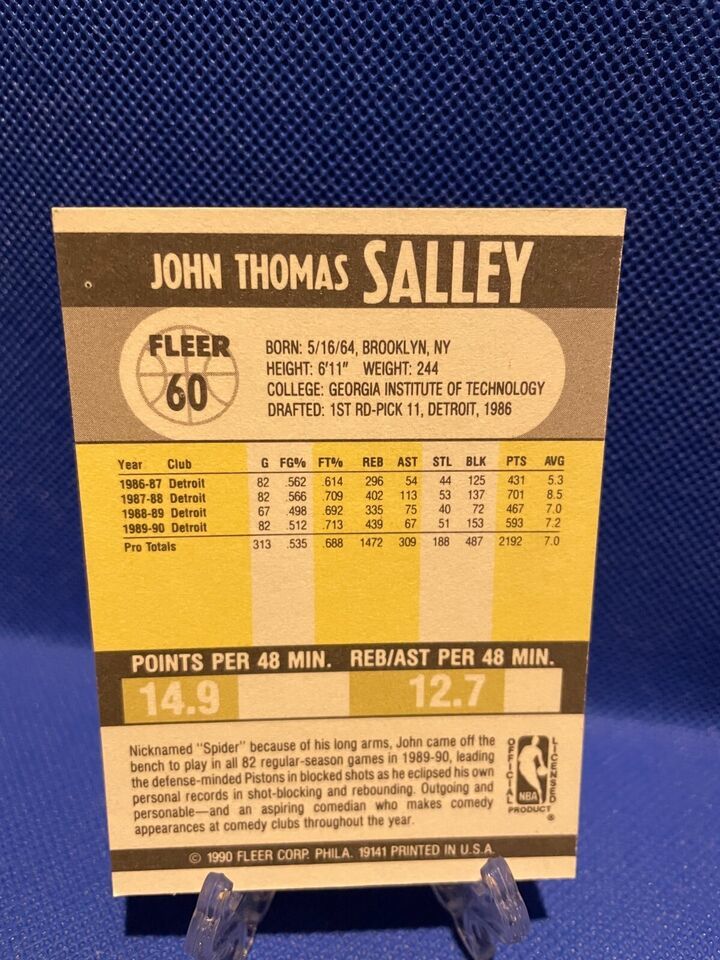 JOHN THOMAS SALLEY
FLEER
60
BORN: 5/16/64, BROOKLYN, NY
HEIGHT: 6'11" WEIGHT: 244
COLLEGE: GEORGIA INSTITUTE OF TECHNOLOGY
DRAFTED: 1ST RD-PICK 11, DETROIT, 1986
Year Club G FG% FT% REB AST STL BLK PTS AVG
1986-87 Detroit 82 .562 .614 296 54 44 125 431 5.3
1987-88 Detroit 82 .566 .709 402 113 53 137 701 8.5
1988-89 Detroit 67 .498 .692 335 75 40 72 467 7.0
1989-90 Detroit 82 .512 .713 439 67 51 153 593 7.2
Pro Totals 313 .535 .688 1472 309 188 487 2192 7.0
POINTS PER 48 MIN. REB/AST PER 48 MIN.
14.9 12.7
Nicknamed "Spider" because of his long arms, John came off the
bench to play in all 82 regular-season games in 1989-90, leading
the defense-minded Pistons in blocked shots as he eclipsed his own
personal records in shot-blocking and rebounding. Outgoing and
personable—and an aspiring comedian who makes comedy
appearances at comedy clubs throughout the year.
OFFICIAL
LICENSED
NBA
PRODUCT
®
© 1990 FLEER CORP. PHILA. 19141 PRINTED IN U.S.A.